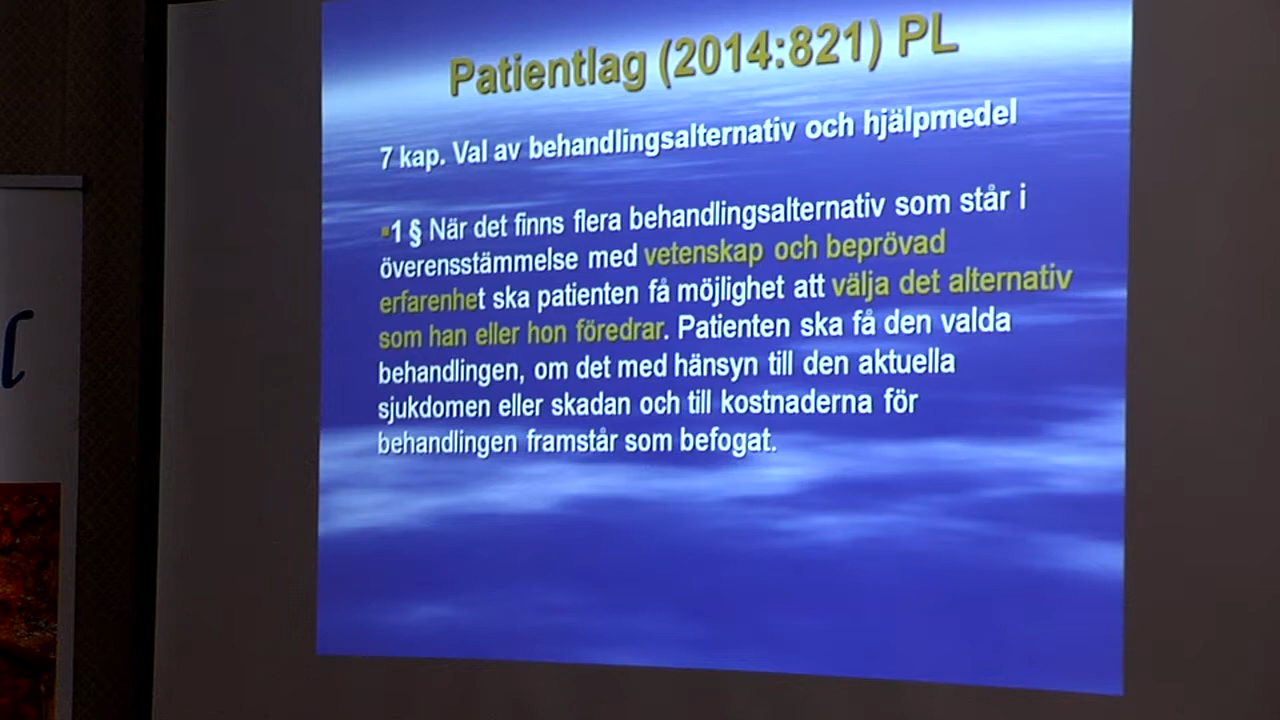 Patientlag (2014:821) PL
7 kap. Val av behandlingsalternativ och hjälpmedel
▪1 § När det finns flera behandlingsalternativ som står i
överensstämmelse med vetenskap och beprövad
erfarenhet ska patienten få möjlighet att välja det alternativ
som han eller hon föredrar. Patienten ska få den valda
behandlingen, om det med hänsyn till den aktuella
sjukdomen eller skadan och till kostnaderna för
behandlingen framstår som befogat.